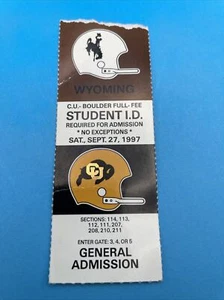 WYOMING
C.U.- BOULDER FULL- FEE
STUDENT I.D.
REQUIRED FOR ADMISSION
* NO EXCEPTIONS *
SAT., SEPT. 27, 1997
CU
SECTIONS: 114, 113,
112, 111, 207,
208, 210, 211
ENTER GATE: 3, 4, OR 5
GENERAL
ADMISSION